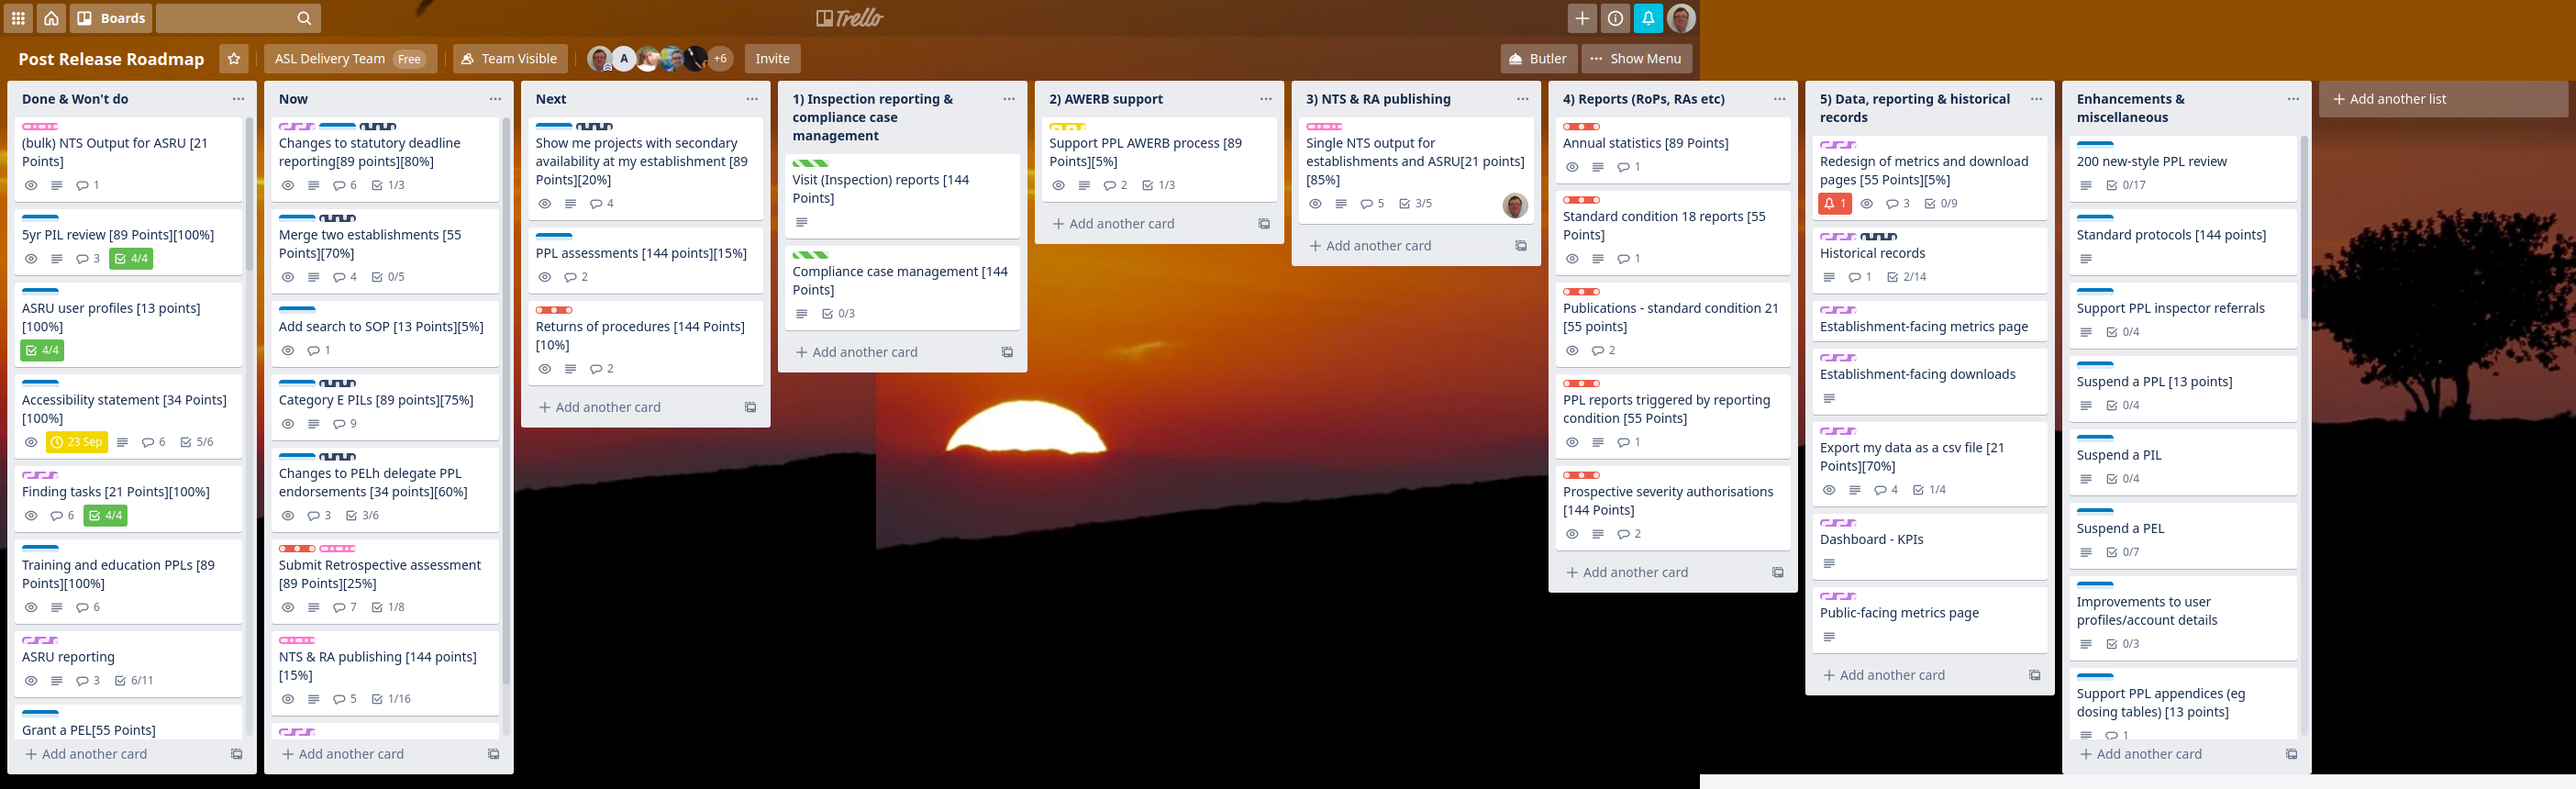 Boards
Trello
Post Release Roadmap
ASL Delivery Team Free
Team Visible
A
+6
Invite
Butler
Show Menu
Done & Won't do
(bulk) NTS Output for ASRU [21
Points]
1
5yr PIL review [89 Points][100%]
3 4/4
ASRU user profiles [13 points]
[100%]
4/4
Accessibility statement [34 Points]
[100%]
23 Sep 6 5/6
Finding tasks [21 Points][100%]
6 4/4
Training and education PPLs [89
Points][100%]
6
ASRU reporting
3 6/11
Grant a PEL[55 Points]
Add another card
Now
Changes to statutory deadline
reporting[89 points][80%]
6 1/3
Merge two establishments [55
Points][70%]
4 0/5
Add search to SOP [13 Points][5%]
1
Category E PILs [89 points][75%]
9
Changes to PELh delegate PPL
endorsements [34 points][60%]
3 3/6
Submit Retrospective assessment
[89 Points][25%]
7 1/8
NTS & RA publishing [144 points]
[15%]
5 1/16
Add another card
Next
Show me projects with secondary
availability at my establishment [89
Points][20%]
4
PPL assessments [144 points][15%]
2
Returns of procedures [144 Points]
[10%]
2
Add another card
1) Inspection reporting &
compliance case
management
Visit (Inspection) reports [144
Points]
Compliance case management [144
Points]
0/3
Add another card
2) AWERB support
Support PPL AWERB process [89
Points][5%]
2 1/3
Add another card
3) NTS & RA publishing
Single NTS output for
establishments and ASRU[21 points]
[85%]
5 3/5
Add another card
4) Reports (RoPs, RAs etc)
Annual statistics [89 Points]
1
Standard condition 18 reports [55
Points]
1
Publications - standard condition 21
[55 points]
2
PPL reports triggered by reporting
condition [55 Points]
1
Prospective severity authorisations
[144 Points]
2
Add another card
5) Data, reporting & historical
records
Redesign of metrics and download
pages [55 Points][5%]
1 3 0/9
Historical records
1 2/14
Establishment-facing metrics page
Establishment-facing downloads
Export my data as a csv file [21
Points][70%]
4 1/4
Dashboard - KPIs
Public-facing metrics page
Add another card
Enhancements &
miscellaneous
200 new-style PPL review
0/17
Standard protocols [144 points]
Support PPL inspector referrals
0/4
Suspend a PPL [13 points]
0/4
Suspend a PIL
0/4
Suspend a PEL
0/7
Improvements to user
profiles/account details
0/3
Support PPL appendices (eg
dosing tables) [13 points]
1
Add another card
Add another list